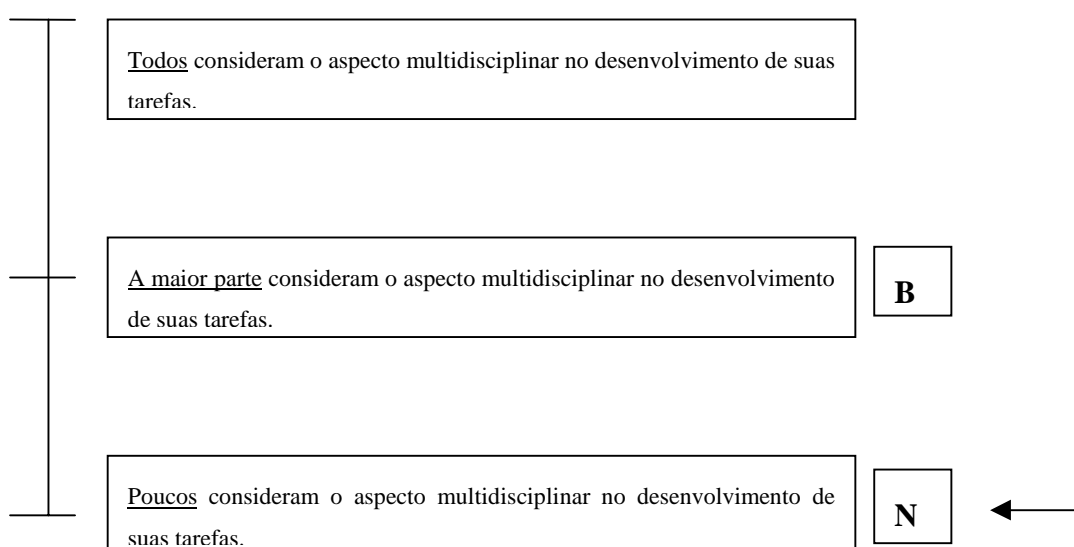 Todos consideram o aspecto multidisciplinar no desenvolvimento de suas
tarefas.
A maior parte consideram o aspecto multidisciplinar no desenvolvimento
de suas tarefas.
B
Poucos consideram o aspecto multidisciplinar no desenvolvimento de
suas tarefas.
N